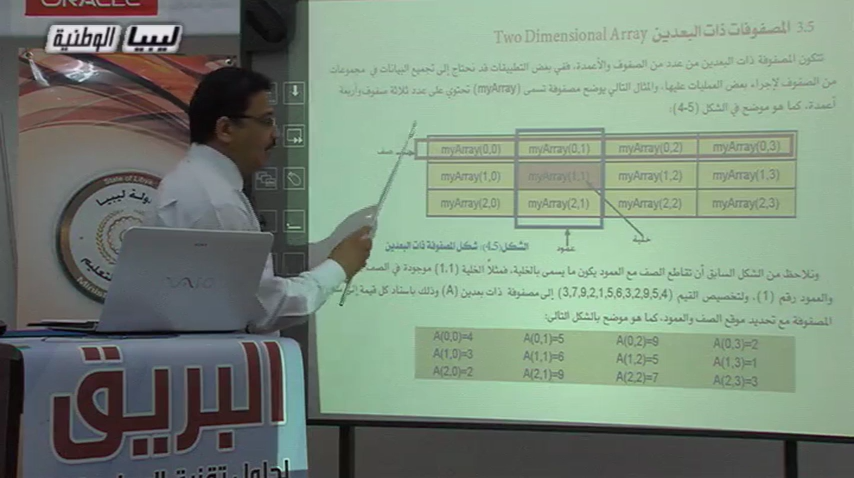 ORACLE
ليبيا الوطنية
State of Libya
دولة ليبيا
VAIO
البريق
لحلول تقنية
3.5 المصفوفات ذات البعدين Two Dimensional Array
تتكون المصفوفة ذات البعدين من عدد من الصفوف والأعمدة، ففي بعض التطبيقات قد نحتاج إلى تجميع البيانات في مجموعات
من الصفوف لإجراء بعض العمليات عليها، والمثال التالي يوضح مصفوفة تسمى (myArray) تحتوي على عدد ثلاثة صفوف وأربعة
أعمدة، كما هو موضح في الشكل (5-4):
صف
myArray(0,0) myArray(0,1) myArray(0,2) myArray(0,3)
myArray(1,0) myArray(1,1) myArray(1,2) myArray(1,3)
myArray(2,0) myArray(2,1) myArray(2,2) myArray(2,3)
خلية
عمود
الشكل (4.5): شكل المصفوفة ذات البعدين
ونلاحظ من الشكل السابق أن تقاطع الصف مع العمود يكون ما يسمى بالخلية، فمثلاً الخلية (1.1) موجودة في الصف
والعمود رقم (1)، ولتخصيص القيم (3,7,9,2,1,5,6,3,2,9,5,4) إلى مصفوفة ذات بعدين (A) وذلك بإسناد كل قيمة إلى
المصفوفة مع تحديد موقع الصف والعمود، كما هو موضح بالشكل التالي:
A(0,0)=4 A(0,1)=5 A(0,2)=9 A(0,3)=2
A(1,0)=3 A(1,1)=6 A(1,2)=5 A(1,3)=1
A(2,0)=2 A(2,1)=9 A(2,2)=7 A(2,3)=3